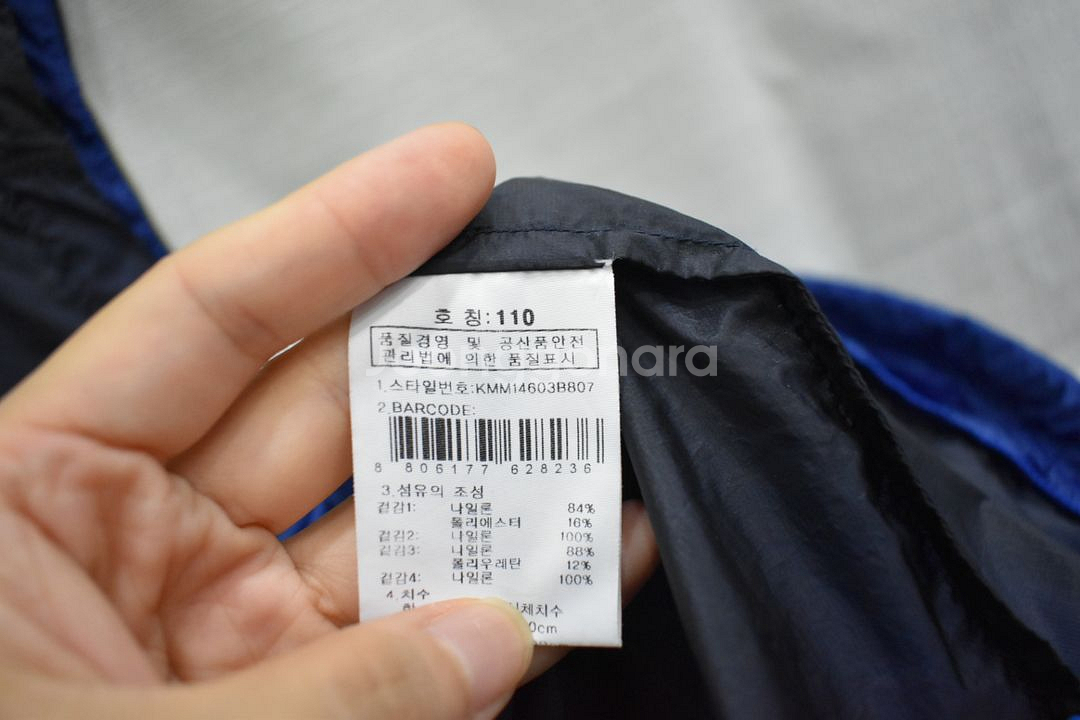 호 칭:110
품질경영 및 공산품안전
관리법에 의한 품질표시
1.스타일번호:KMM14603B807
2.BARCODE:
8 806177 628236
3.섬유의 조성
겉감1: 나일론 84%
폴리에스터 16%
겉감2: 나일론 100%
겉감3: 나일론 88%
폴리우레탄 12%
겉감4: 나일론 100%
4.치수
체치수
0cm